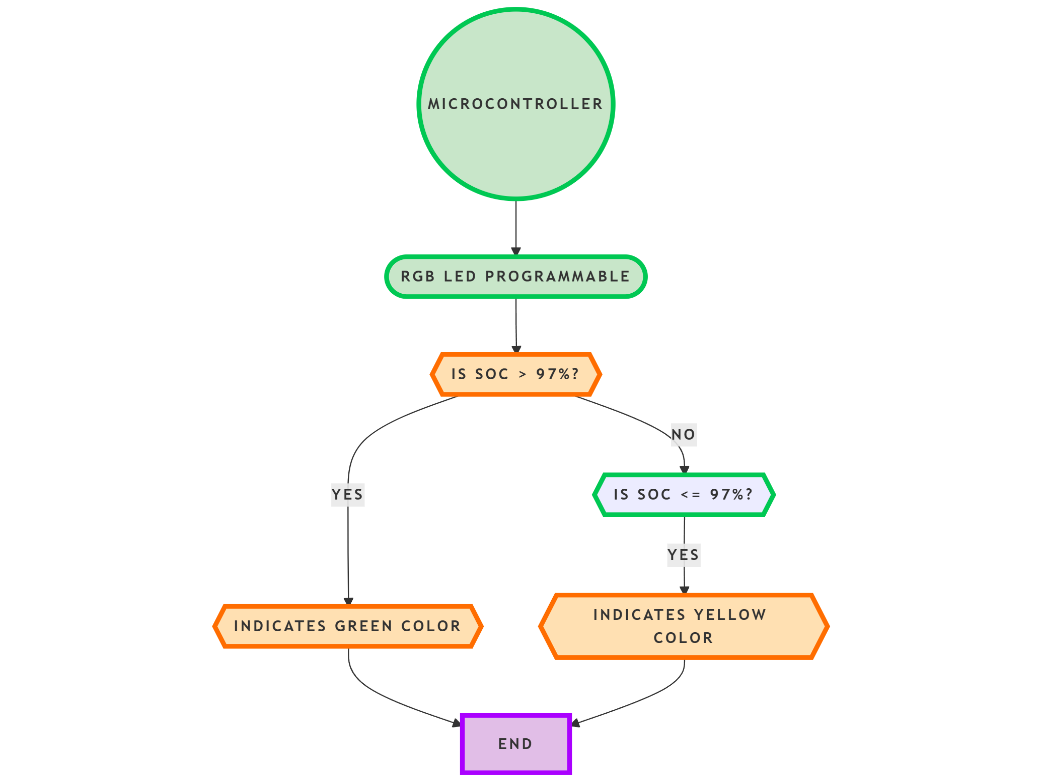 MICROCONTROLLER
RGB LED PROGRAMMABLE
IS SOC > 97%?
NO
YES
IS SOC <= 97%?
YES
INDICATES GREEN COLOR
INDICATES YELLOW
COLOR
END